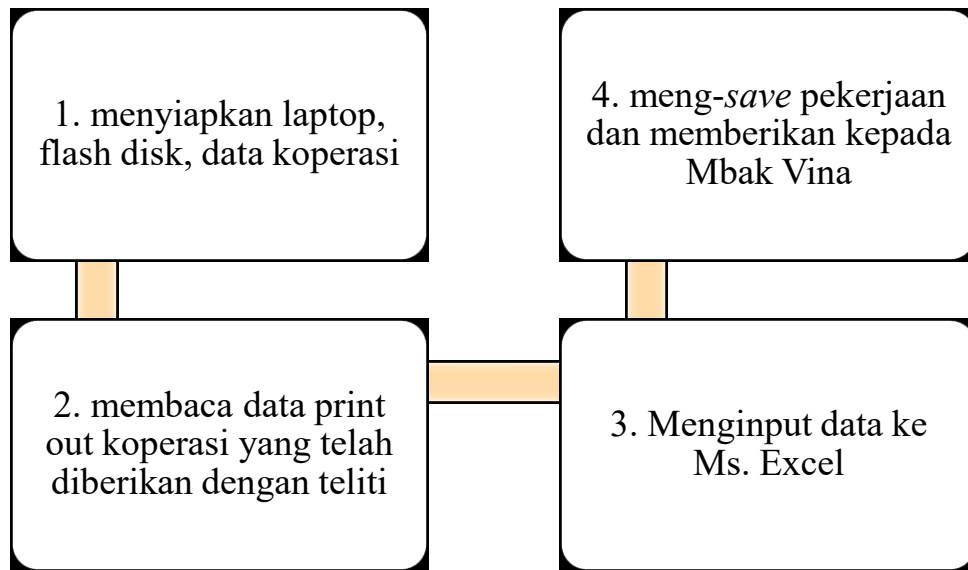 1. menyiapkan laptop,
flash disk, data koperasi
2. membaca data print
out koperasi yang telah
diberikan dengan teliti
3. Menginput data ke
Ms. Excel
4. meng-save pekerjaan
dan memberikan kepada
Mbak Vina